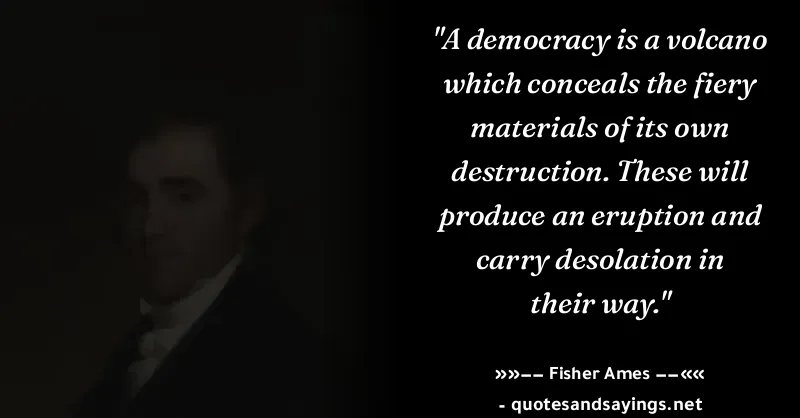 "A democracy is a volcano
which conceals the fiery
materials of its own
destruction. These will
produce an eruption and
carry desolation in
their way."
»»–– Fisher Ames ––««
- quotesandsayings.net